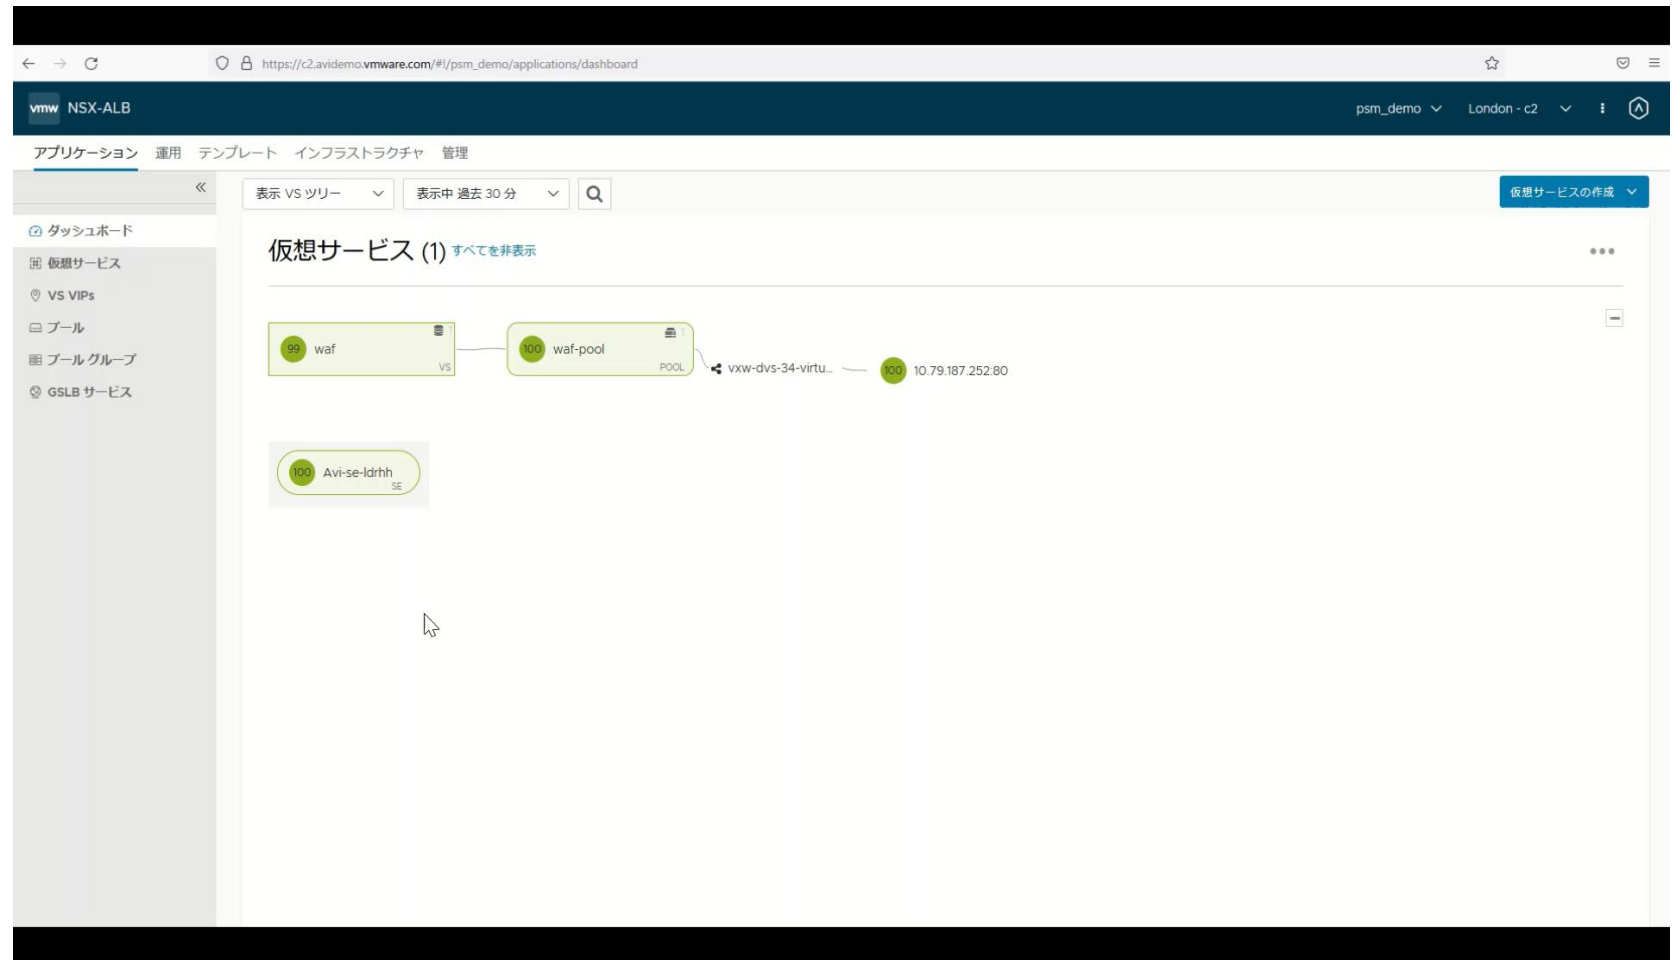 https://c2.avidemo.vmware.com/#!/psm_demo/applications/dashboard
vmw NSX-ALB
psm_demo London - c2
アプリケーション 運用 テンプレート インフラストラクチャ 管理
表示 VS ツリー 表示中 過去 30 分
仮想サービスの作成
ダッシュボード
仮想サービス
VS VIPs
プール
プール グループ
GSLB サービス
仮想サービス (1) すべてを非表示
99 waf 1 VS
100 waf-pool 1 POOL
vxw-dvs-34-virtu...
100 10.79.187.252:80
100 Avi-se-ldrhh
SE